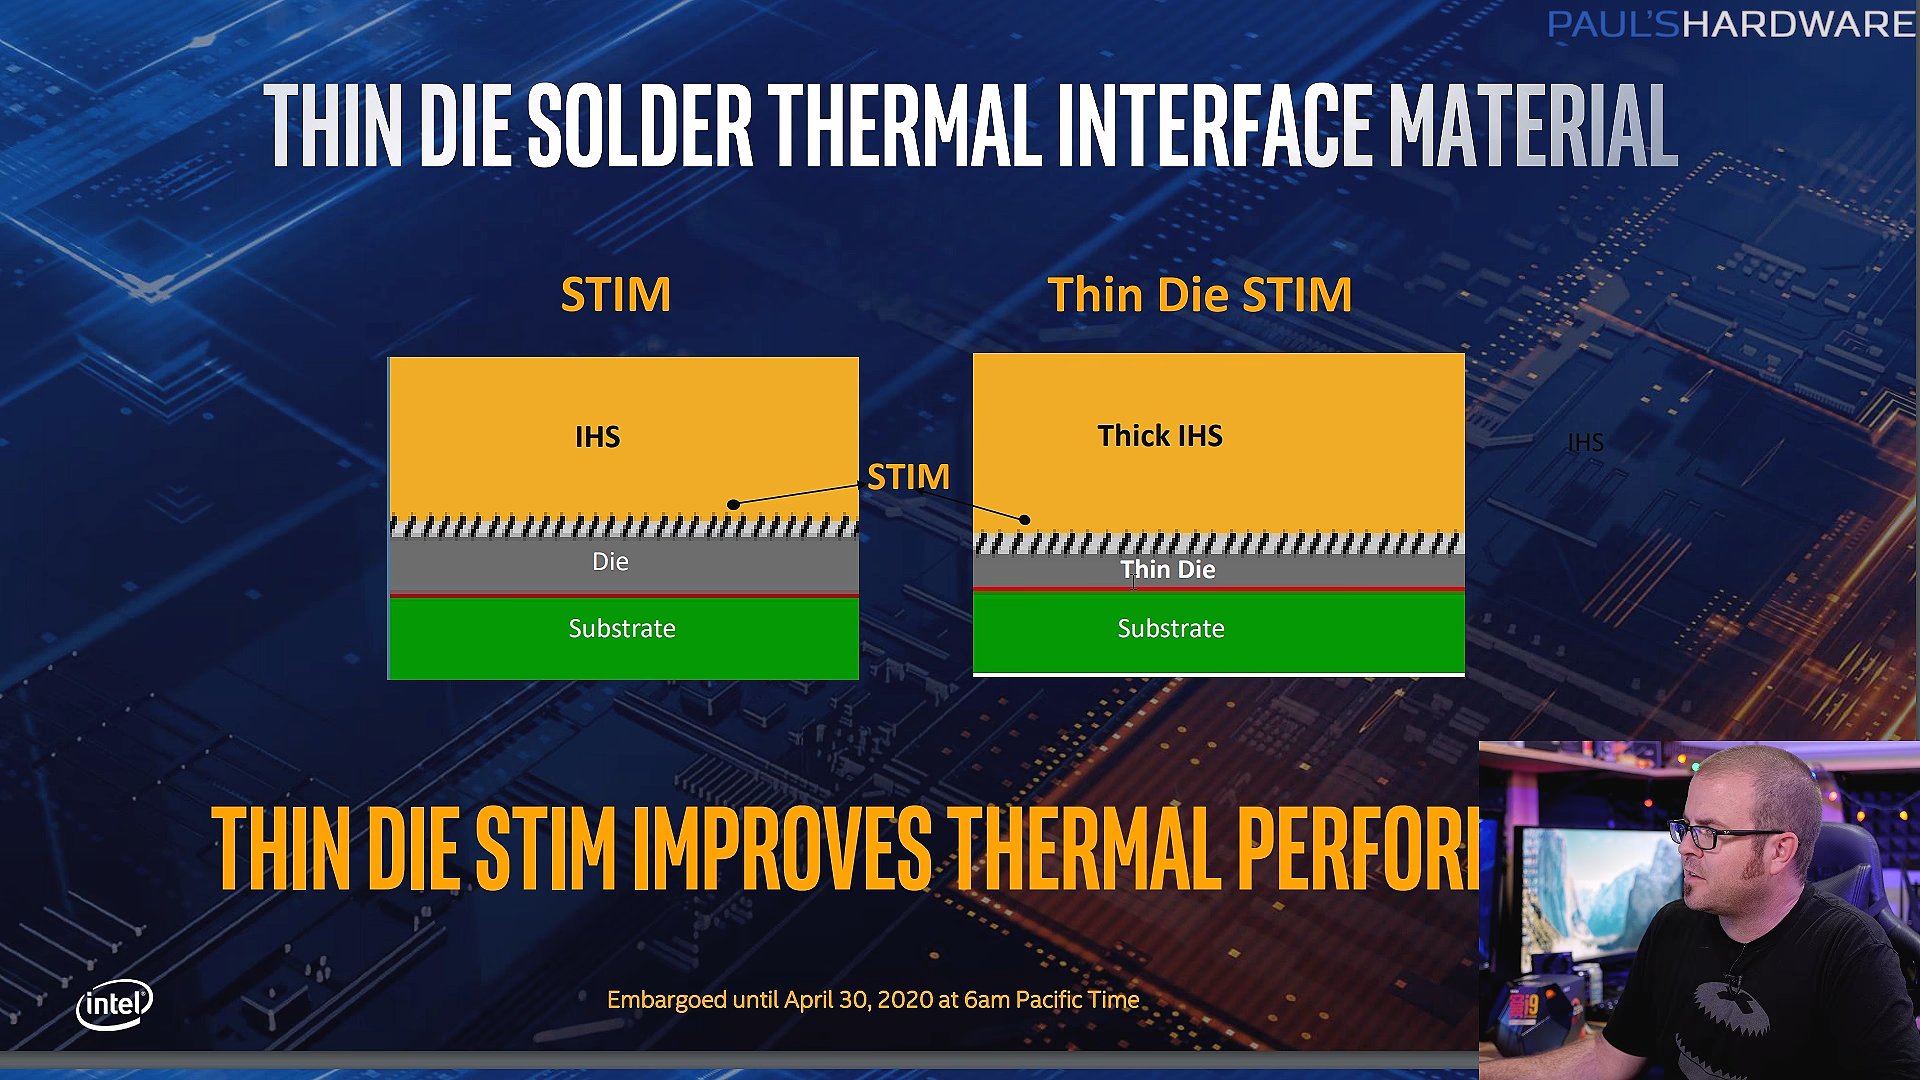 PAUL'SHARDWARE
THIN DIE SOLDER THERMAL INTERFACE MATERIAL
STIM
Thin Die STIM
IHS
Thick IHS
IHS
STIM
Die
Thin Die
Substrate
Substrate
THIN DIE STIM IMPROVES THERMAL
intel
Embargoed until April 30, 2020 at 6am Pacific Time
i9